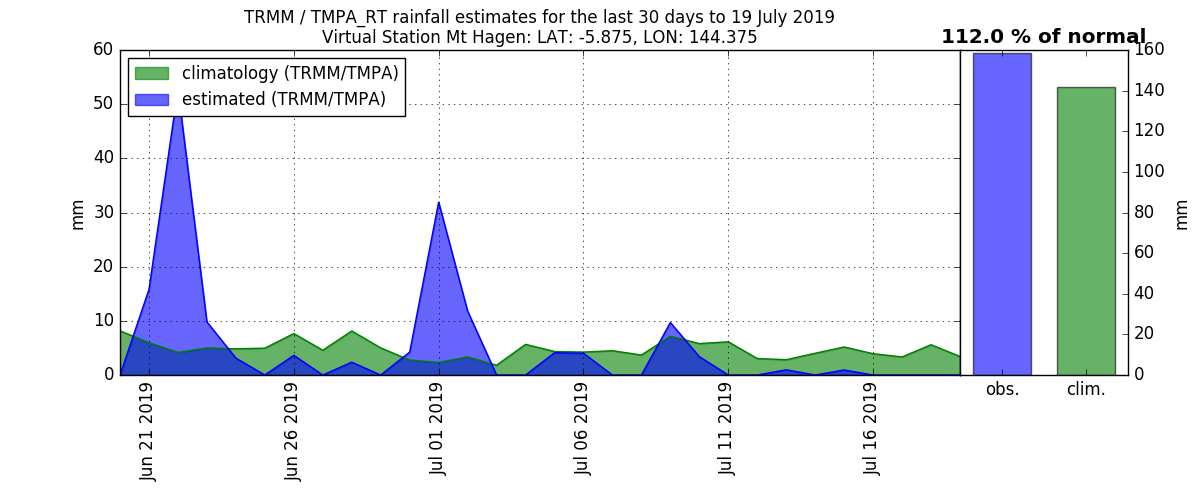 TRMM / TMPA_RT rainfall estimates for the last 30 days to 19 July 2019
Virtual Station Mt Hagen: LAT: -5.875, LON: 144.375
112.0 % of normal
climatology (TRMM/TMPA)
estimated (TRMM/TMPA)
60
50
40
30
20
10
0
mm
160
140
120
100
80
60
40
20
0
mm
Jun 21 2019
Jun 26 2019
Jul 01 2019
Jul 06 2019
Jul 11 2019
Jul 16 2019
obs.
clim.